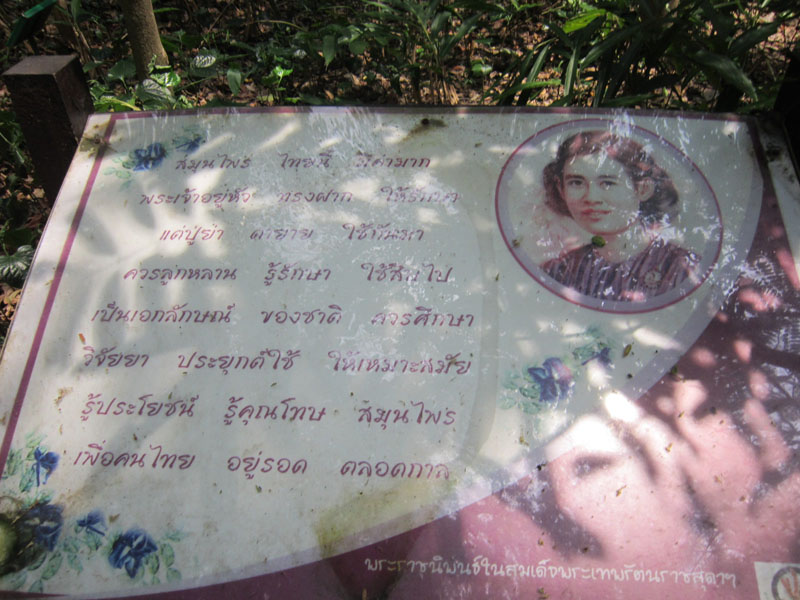 สมุนไพร ไทยนี้ มีค่ามาก
พระเจ้าอยู่หัว ทรงฝาก ให้รักษา
แต่ปู่ย่า ตายาย ใช้กันมา
ควรลูกหลาน รู้รักษา ใช้สืบไป
เป็นเอกลักษณ์ ของชาติ ควรศึกษา
วิจัยยา ประยุกต์ใช้ ให้เหมาะสมัย
รู้ประโยชน์ รู้คุณโทษ สมุนไพร
เพื่อคนไทย อยู่รอด ตลอดกาล
พระราชนิพนธ์ในสมเด็จพระเทพรัตนราชสุดาฯ